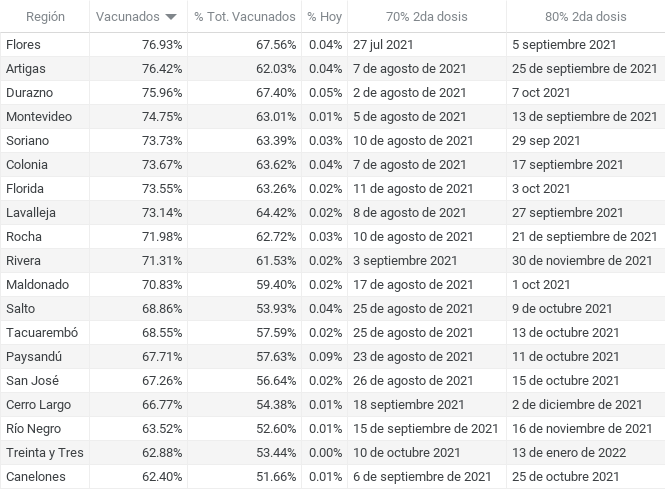 Región Vacunados % Tot. Vacunados % Hoy 70% 2da dosis 80% 2da dosis
Flores 76.93% 67.56% 0.04% 27 jul 2021 5 septiembre 2021
Artigas 76.42% 62.03% 0.04% 7 de agosto de 2021 25 de septiembre de 2021
Durazno 75.96% 67.40% 0.05% 2 de agosto de 2021 7 oct 2021
Montevideo 74.75% 63.01% 0.01% 5 de agosto de 2021 13 de septiembre de 2021
Soriano 73.73% 63.39% 0.03% 10 de agosto de 2021 29 sep 2021
Colonia 73.67% 63.62% 0.04% 7 de agosto de 2021 17 septiembre 2021
Florida 73.55% 63.26% 0.02% 11 de agosto de 2021 3 oct 2021
Lavalleja 73.14% 64.42% 0.02% 8 de agosto de 2021 27 septiembre 2021
Rocha 71.98% 62.72% 0.03% 10 de agosto de 2021 21 de septiembre de 2021
Rivera 71.31% 61.53% 0.02% 3 septiembre 2021 30 de noviembre de 2021
Maldonado 70.83% 59.40% 0.02% 17 de agosto de 2021 1 oct 2021
Salto 68.86% 53.93% 0.04% 25 de agosto de 2021 9 de octubre 2021
Tacuarembó 68.55% 57.59% 0.02% 25 de agosto de 2021 13 de octubre 2021
Paysandú 67.71% 57.63% 0.09% 23 de agosto de 2021 11 de octubre 2021
San José 67.26% 56.64% 0.02% 26 de agosto de 2021 15 de octubre 2021
Cerro Largo 66.77% 54.38% 0.01% 18 septiembre 2021 2 de diciembre de 2021
Río Negro 63.52% 52.60% 0.01% 15 de septiembre de 2021 16 de noviembre de 2021
Treinta y Tres 62.88% 53.44% 0.00% 10 de octubre 2021 13 de enero de 2022
Canelones 62.40% 51.66% 0.01% 6 de septiembre de 2021 25 de octubre 2021